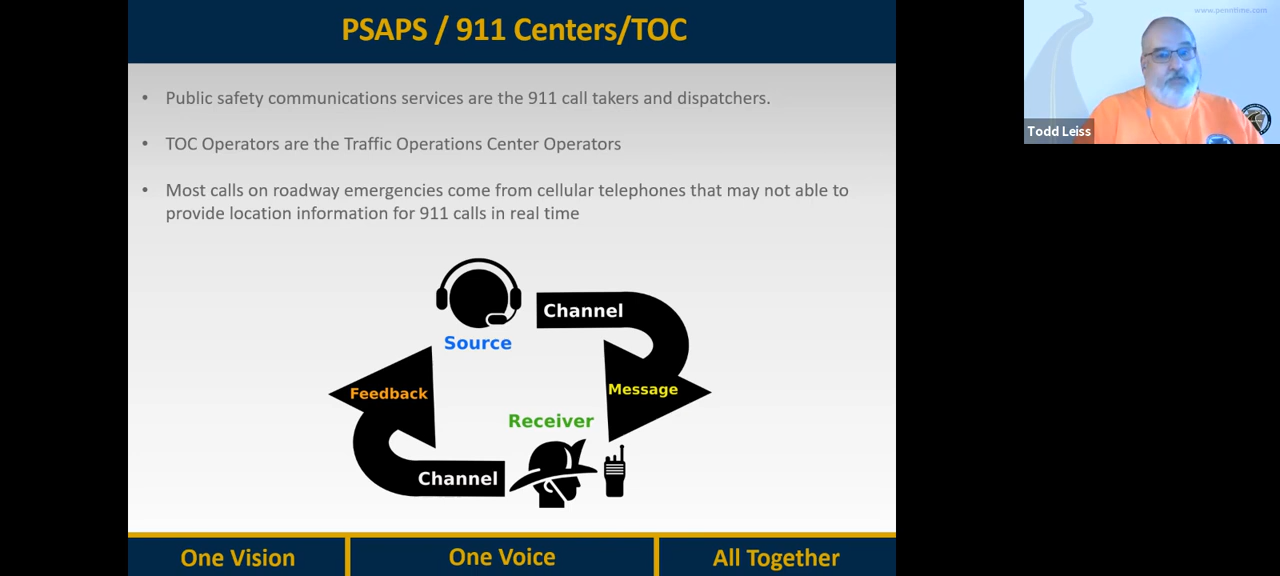 PSAPS / 911 Centers/TOC
www.penntime.com
• Public safety communications services are the 911 call takers and dispatchers.
Todd Leiss
• TOC Operators are the Traffic Operations Center Operators
• Most calls on roadway emergencies come from cellular telephones that may not able to
provide location information for 911 calls in real time
Channel
Source
Feedback
Message
Receiver
Channel
One Vision
One Voice
All Together